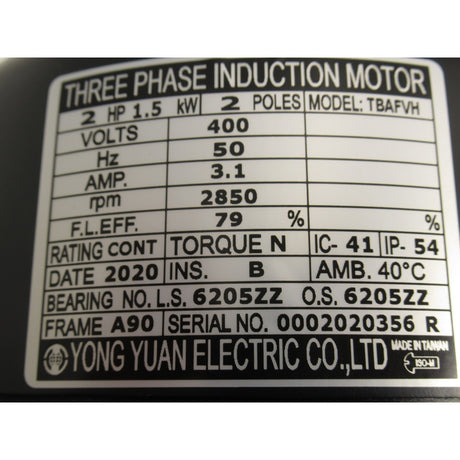 THREE PHASE INDUCTION MOTOR
2 HP 1.5 kW 2 POLES MODEL: TBAFVH
VOLTS 400
Hz 50
AMP. 3.1
rpm 2850
F.L.EFF. 79 % %
RATING CONT TORQUE N IC- 41 IP- 54
DATE 2020 INS. B AMB. 40°C
BEARING NO. L.S. 6205ZZ O.S. 6205ZZ
FRAME A90 SERIAL NO. 0002020356 R
YONG YUAN ELECTRIC CO.,LTD MADE IN TAIWAN
ISO-M